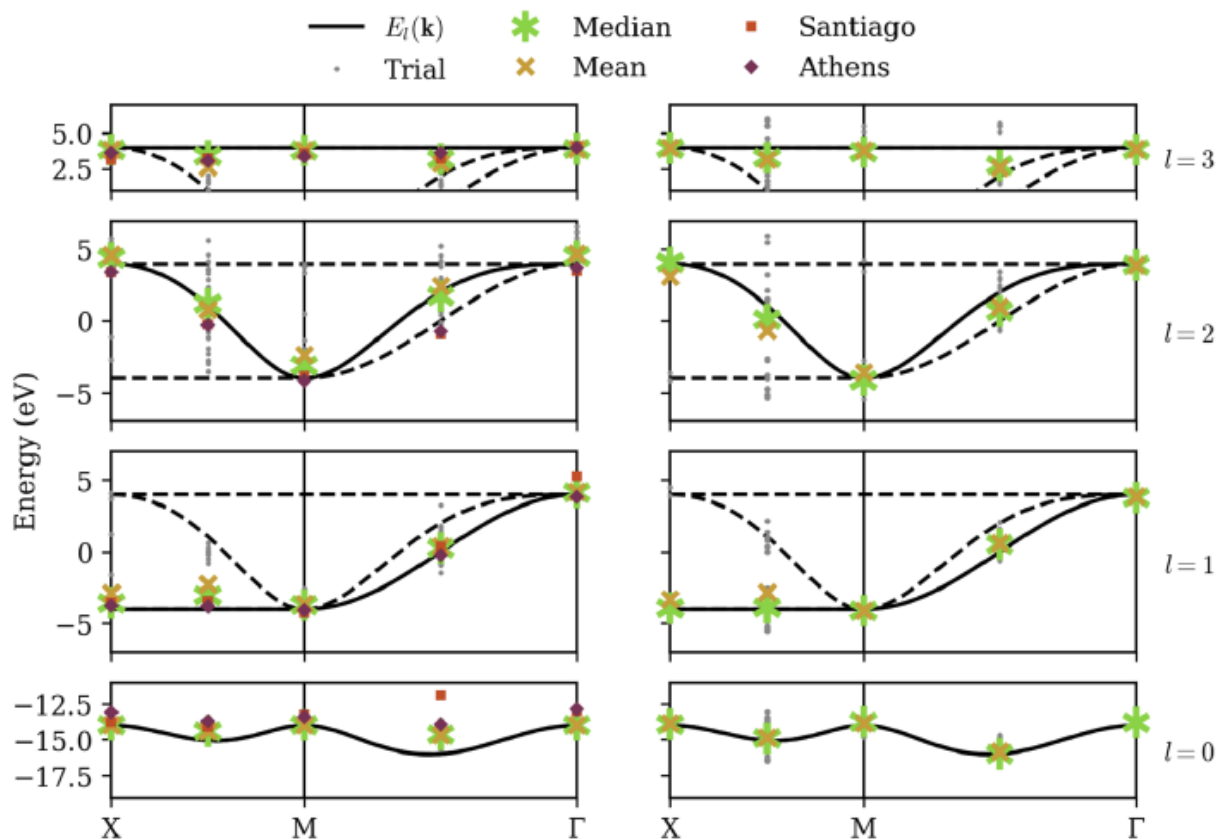 E_l(k) Median Santiago
Trial Mean Athens
5.0
2.5
l = 3
5
0
−5
l = 2
Energy (eV)
5
0
−5
l = 1
−12.5
−15.0
−17.5
l = 0
X M Γ X M Γ